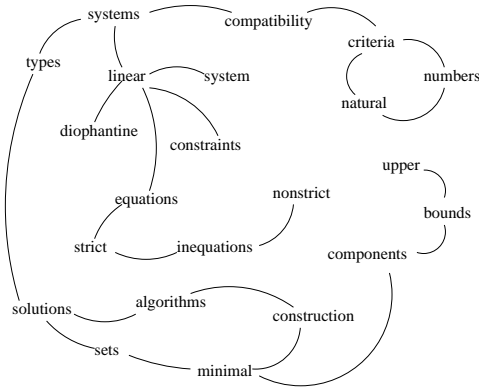 systems
compatibility
criteria
types
linear
system
numbers
natural
diophantine
constraints
upper
equations
nonstrict
bounds
strict
inequations
components
solutions
algorithms
construction
sets
minimal